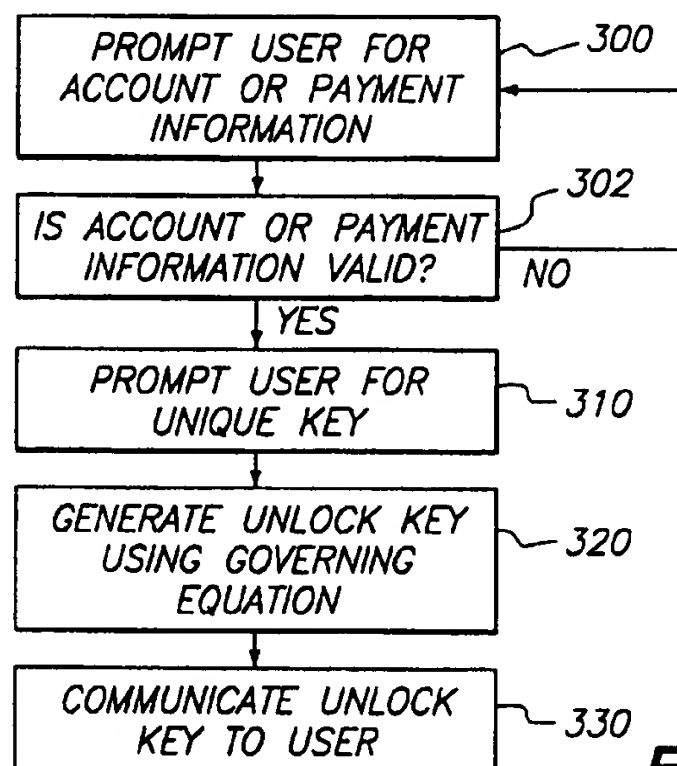 PROMPT USER FOR
ACCOUNT OR PAYMENT
INFORMATION
300
IS ACCOUNT OR PAYMENT
INFORMATION VALID?
302
NO
YES
PROMPT USER FOR
UNIQUE KEY
310
GENERATE UNLOCK KEY
USING GOVERNING
EQUATION
320
COMMUNICATE UNLOCK
KEY TO USER
330